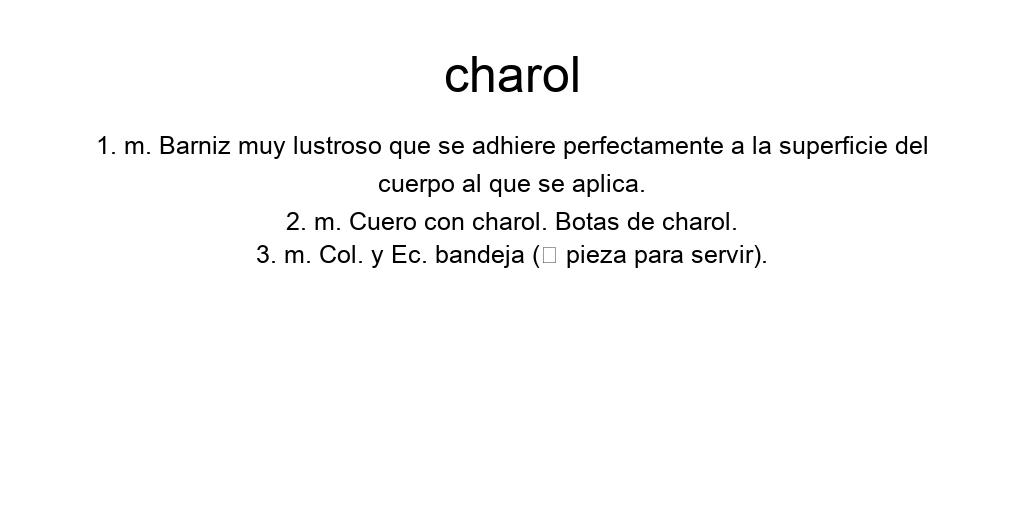 charol
1. m. Barniz muy lustroso que se adhiere perfectamente a la superficie del
cuerpo al que se aplica.
2. m. Cuero con charol. Botas de charol.
3. m. Col. y Ec. bandeja (□ pieza para servir).